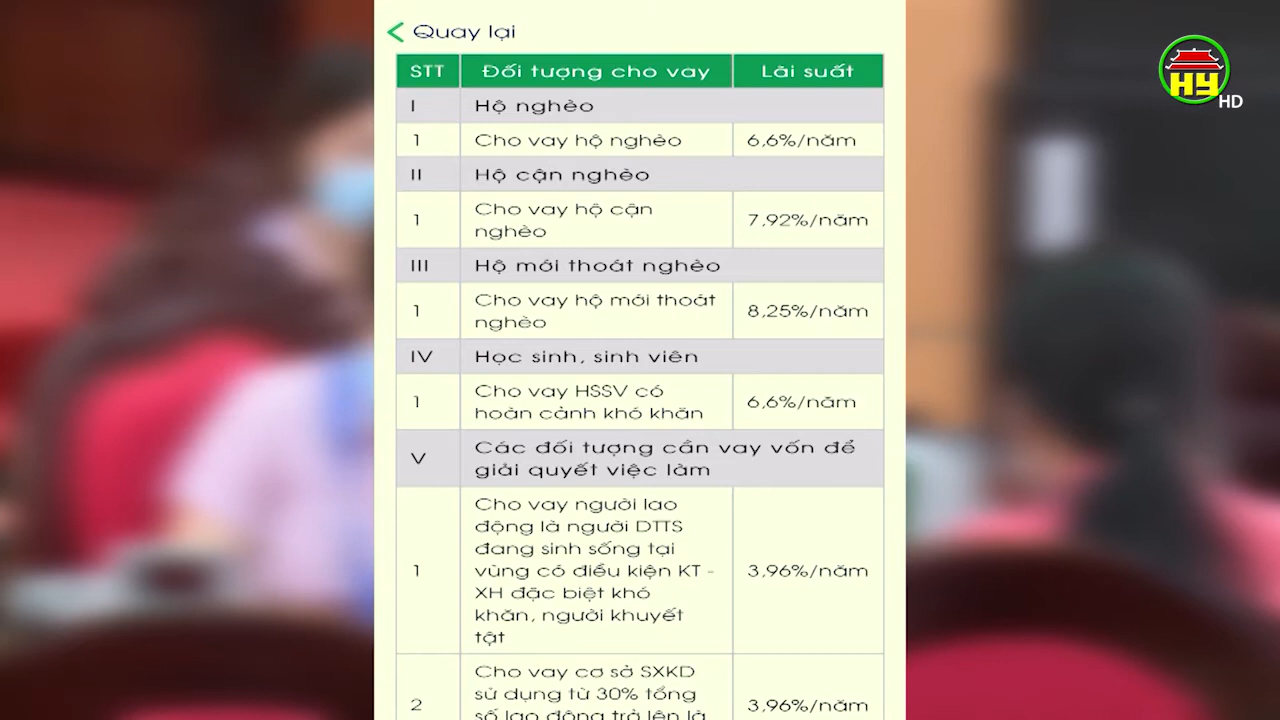 Quay lại
STT Đối tượng cho vay Lãi suất
I Hộ nghèo
1 Cho vay hộ nghèo 6,6%/năm
II Hộ cận nghèo
1 Cho vay hộ cận
nghèo 7,92%/năm
III Hộ mới thoát nghèo
1 Cho vay hộ mới thoát
nghèo 8,25%/năm
IV Học sinh, sinh viên
1 Cho vay HSSV có
hoàn cảnh khó khăn 6,6%/năm
V Các đối tượng cần vay vốn để
giải quyết việc làm
1 Cho vay người lao
động là người DTTS
đang sinh sống tại
vùng có điều kiện KT -
XH đặc biệt khó
khăn, người khuyết
tật 3,96%/năm
2 Cho vay cơ sở SXKD
sử dụng từ 30% tổng
số lao động trở lên là 3,96%/năm
HY
HD